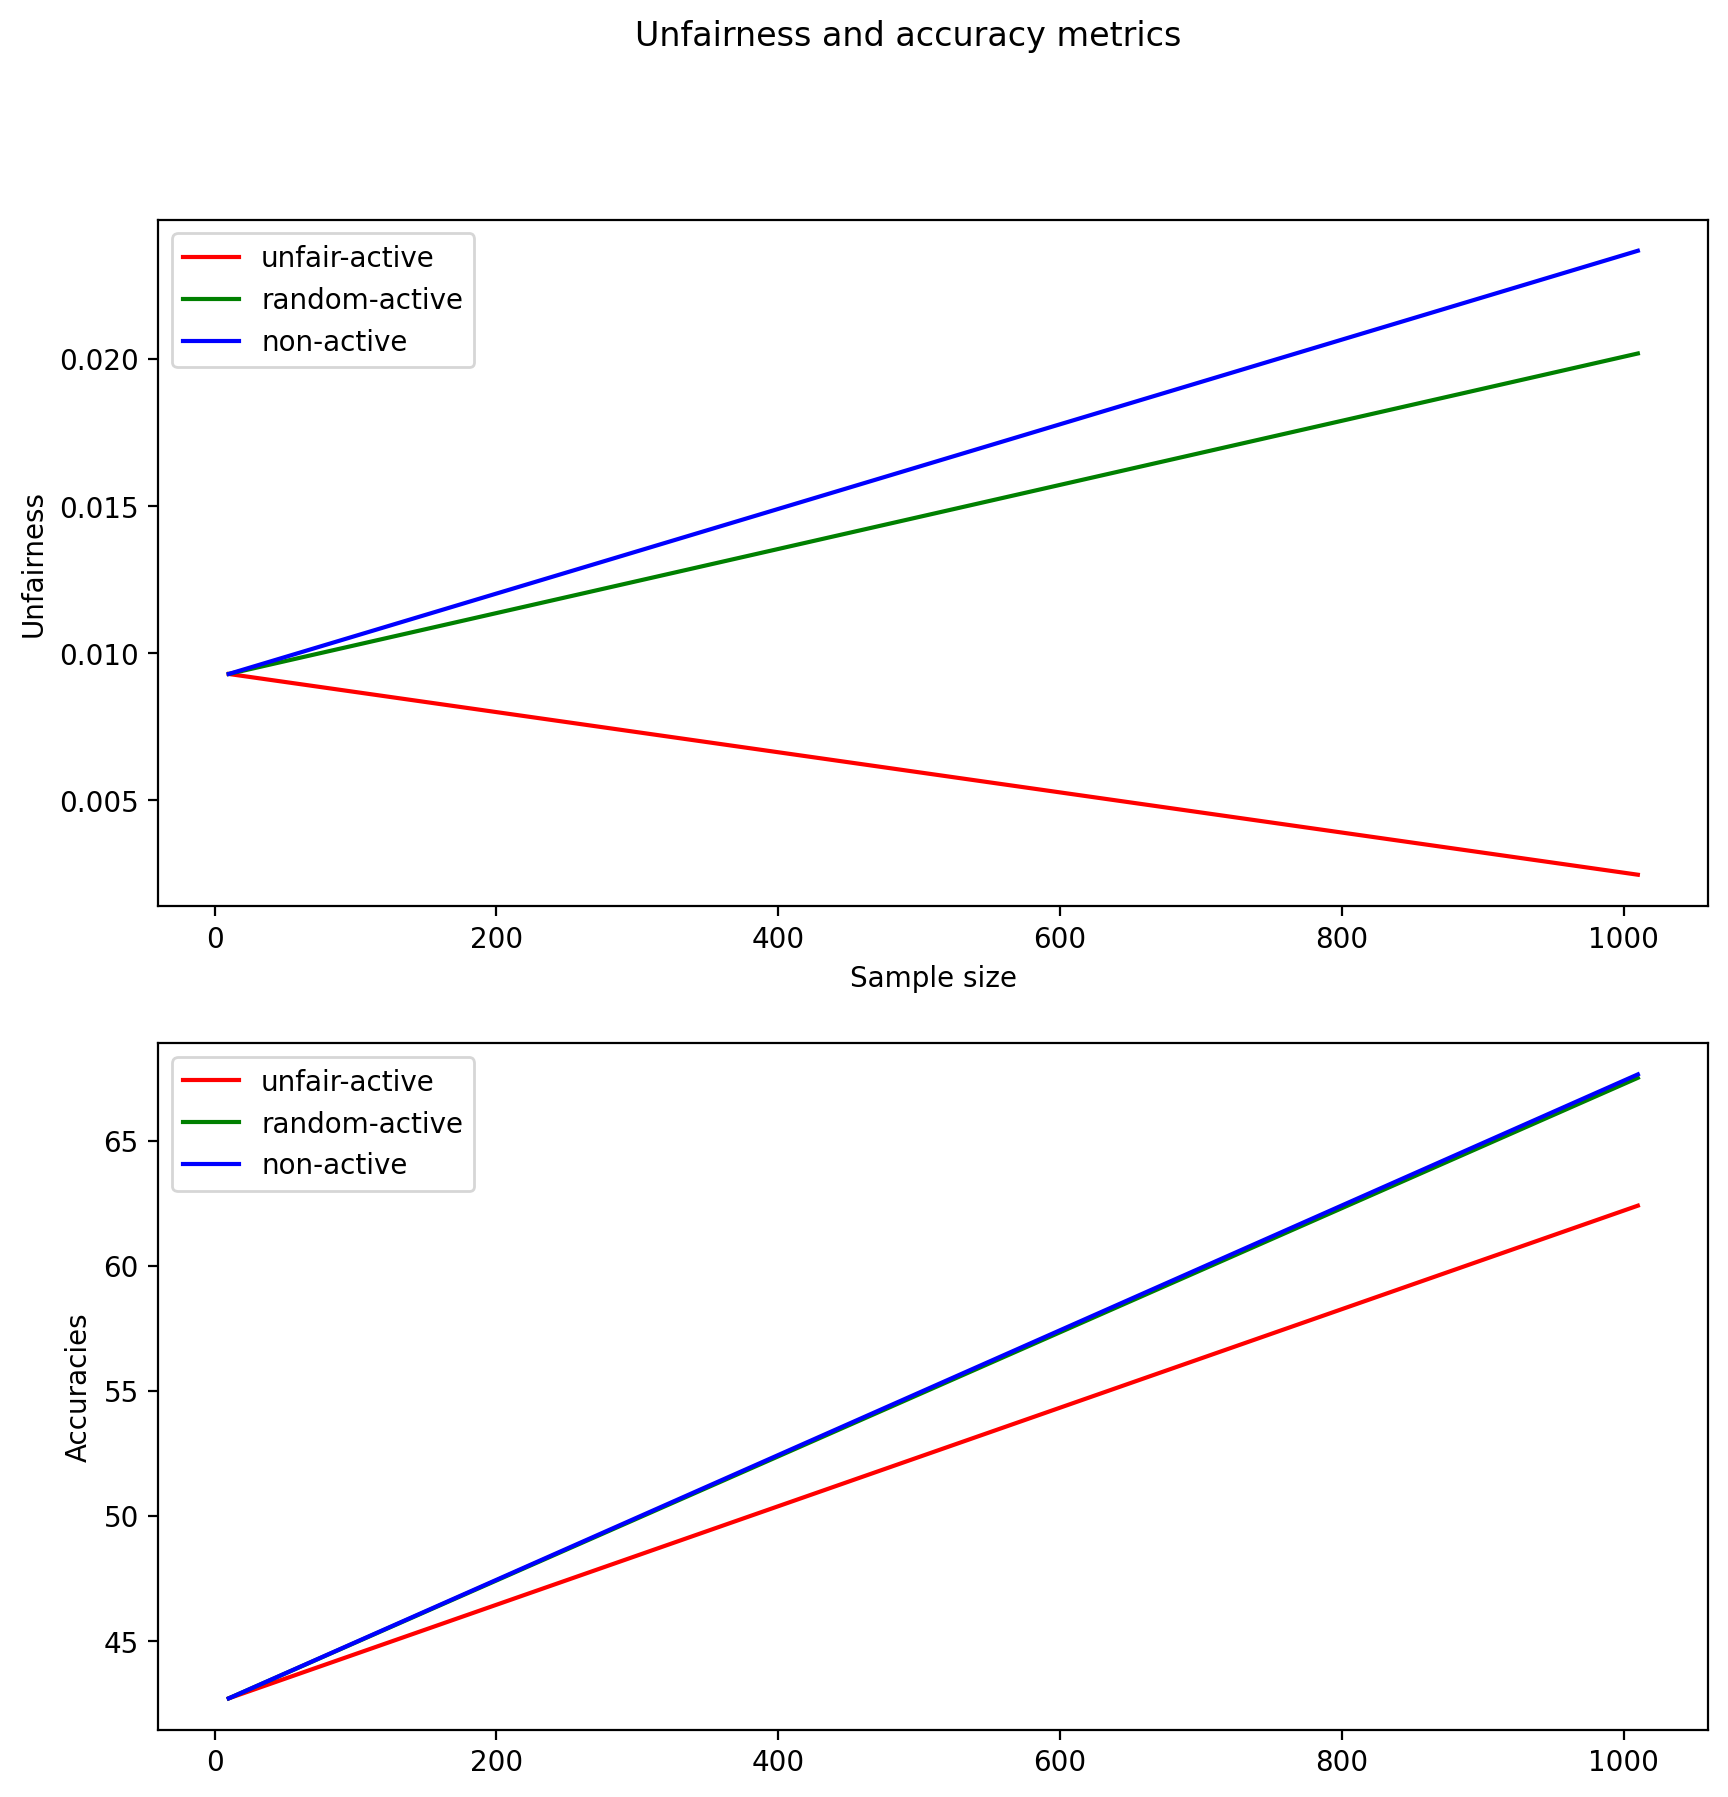 Unfairness and accuracy metrics
unfair-active
random-active
non-active
0.020
0.015
0.010
0.005
Unfairness
0 200 400 600 800 1000
Sample size
unfair-active
random-active
non-active
65
60
55
50
45
Accuracies
0 200 400 600 800 1000